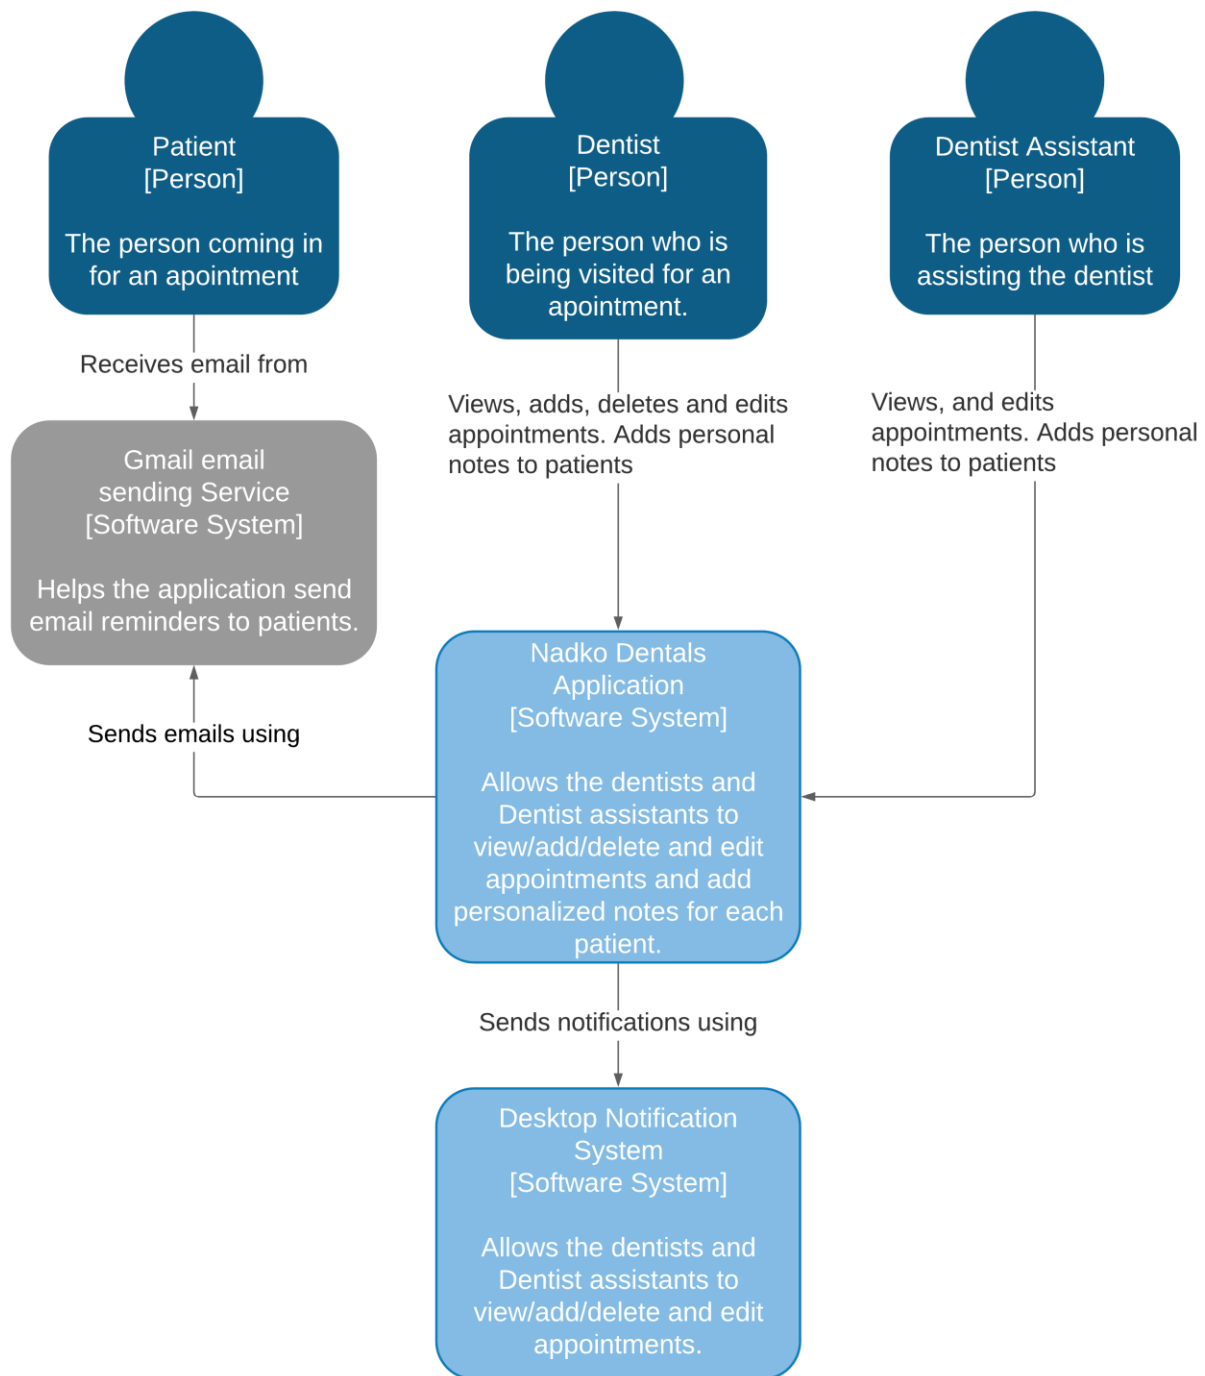 Patient
[Person]
The person coming in
for an apointment
Dentist
[Person]
The person who is
being visited for an
apointment.
Dentist Assistant
[Person]
The person who is
assisting the dentist
Receives email from
Views, adds, deletes and edits
appointments. Adds personal
notes to patients
Views, and edits
appointments. Adds personal
notes to patients
Gmail email
sending Service
[Software System]
Helps the application send
email reminders to patients.
Sends emails using
Nadko Dentals
Application
[Software System]
Allows the dentists and
Dentist assistants to
view/add/delete and edit
appointments and add
personalized notes for each
patient.
Sends notifications using
Desktop Notification
System
[Software System]
Allows the dentists and
Dentist assistants to
view/add/delete and edit
appointments.